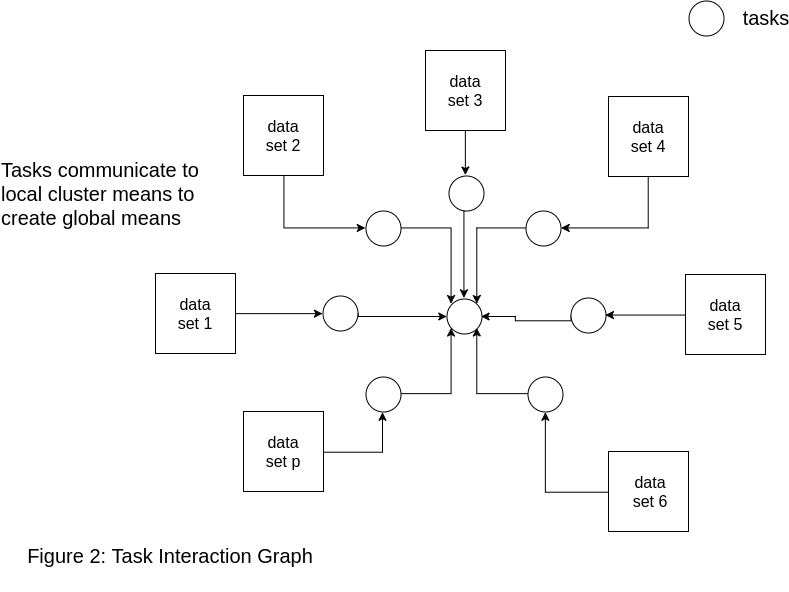 tasks
data
set 3
data
set 2
data
set 4
Tasks communicate to
local cluster means to
create global means
data
set 1
data
set 5
data
set p
data
set 6
Figure 2: Task Interaction Graph